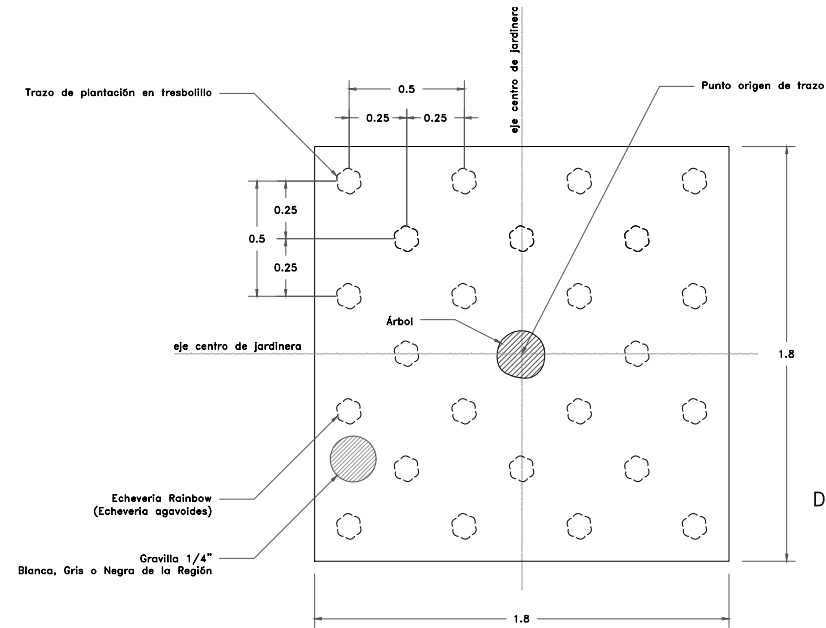 eje centro de jardinera
Trazo de plantación en tresbolillo
0.5
Punto origen de trazo
0.25
0.25
0.25
0.5
0.25
Árbol
eje centro de jardinera
1.8
Echeveria Rainbow
(Echeveria agavoides)
D
Gravilla 1/4"
Blanca, Gris o Negra de la Región
1.8